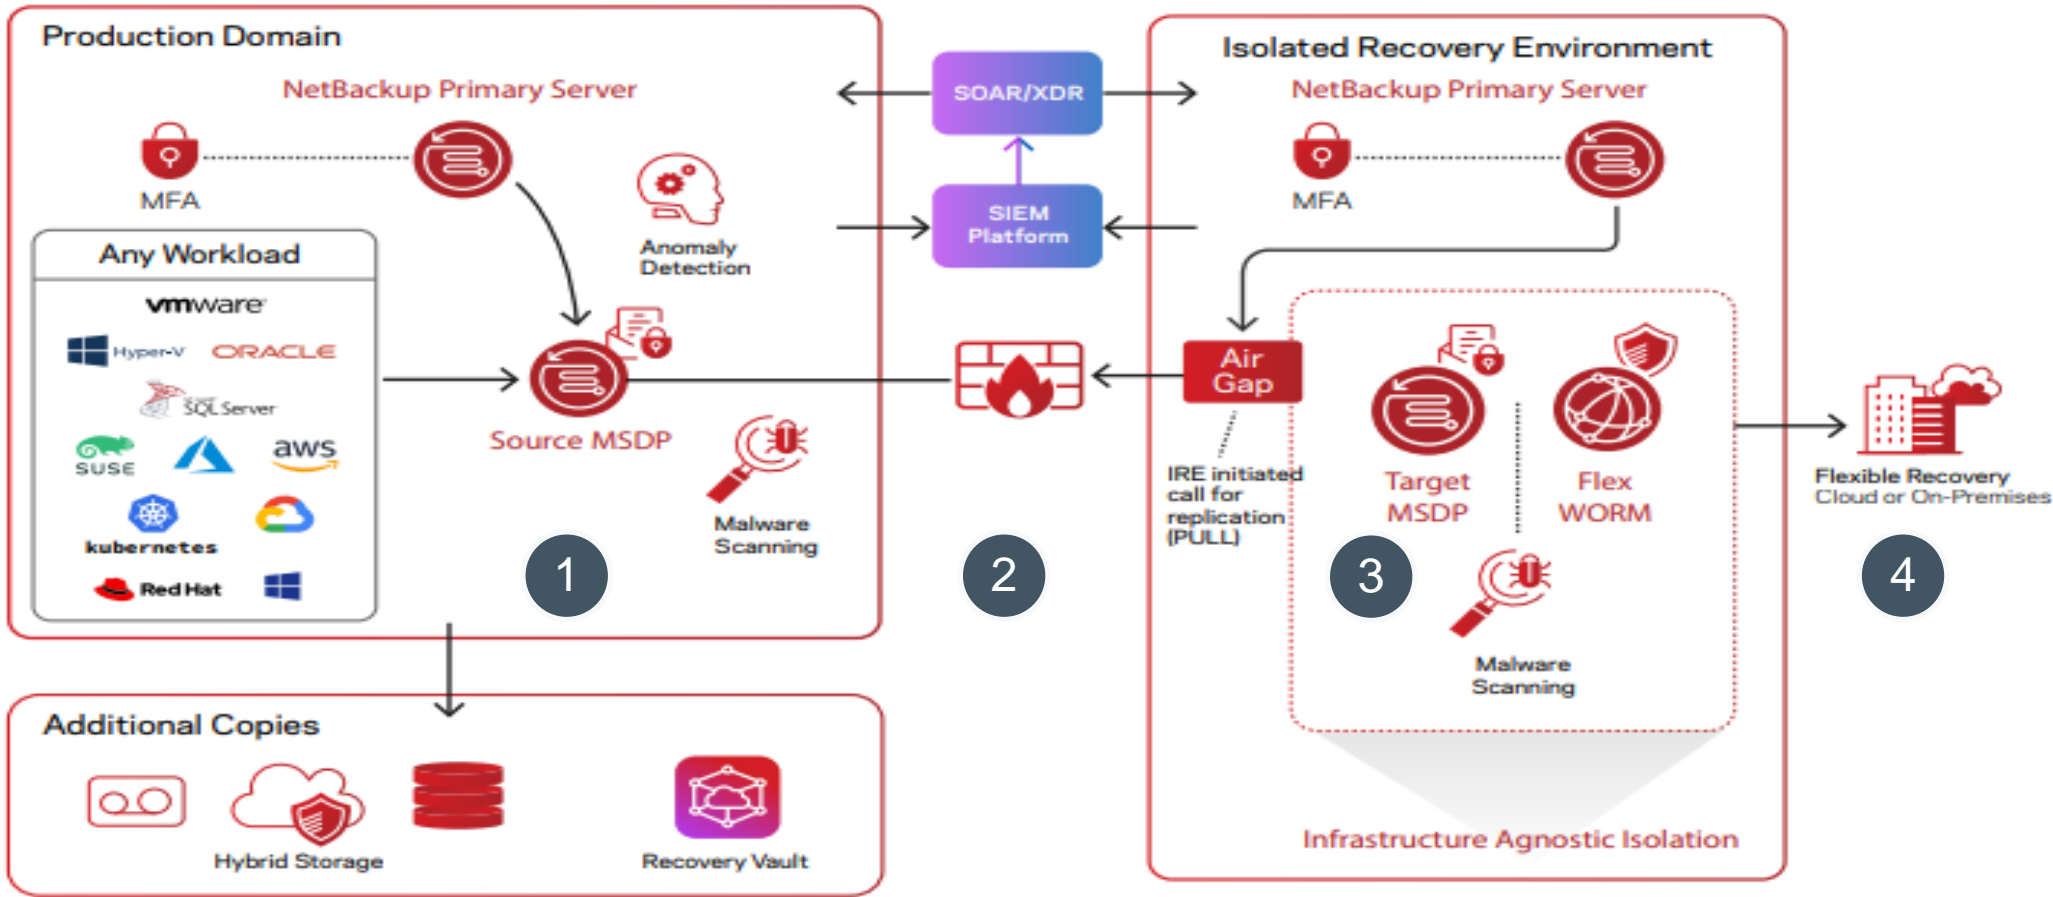 Production Domain
NetBackup Primary Server
MFA
Anomaly
Detection
Any Workload
vmware
Hyper-V
ORACLE
SQL Server
SUSE
aws
kubernetes
Red Hat
Source MSDP
Malware
Scanning
1
Additional Copies
Hybrid Storage
Recovery Vault
SOAR/XDR
SIEM
Platform
2
Isolated Recovery Environment
NetBackup Primary Server
MFA
Air
Gap
IRE initiated
call for
replication
(PULL)
Target
MSDP
Flex
WORM
3
Malware
Scanning
Infrastructure Agnostic Isolation
Flexible Recovery
Cloud or On-Premises
4